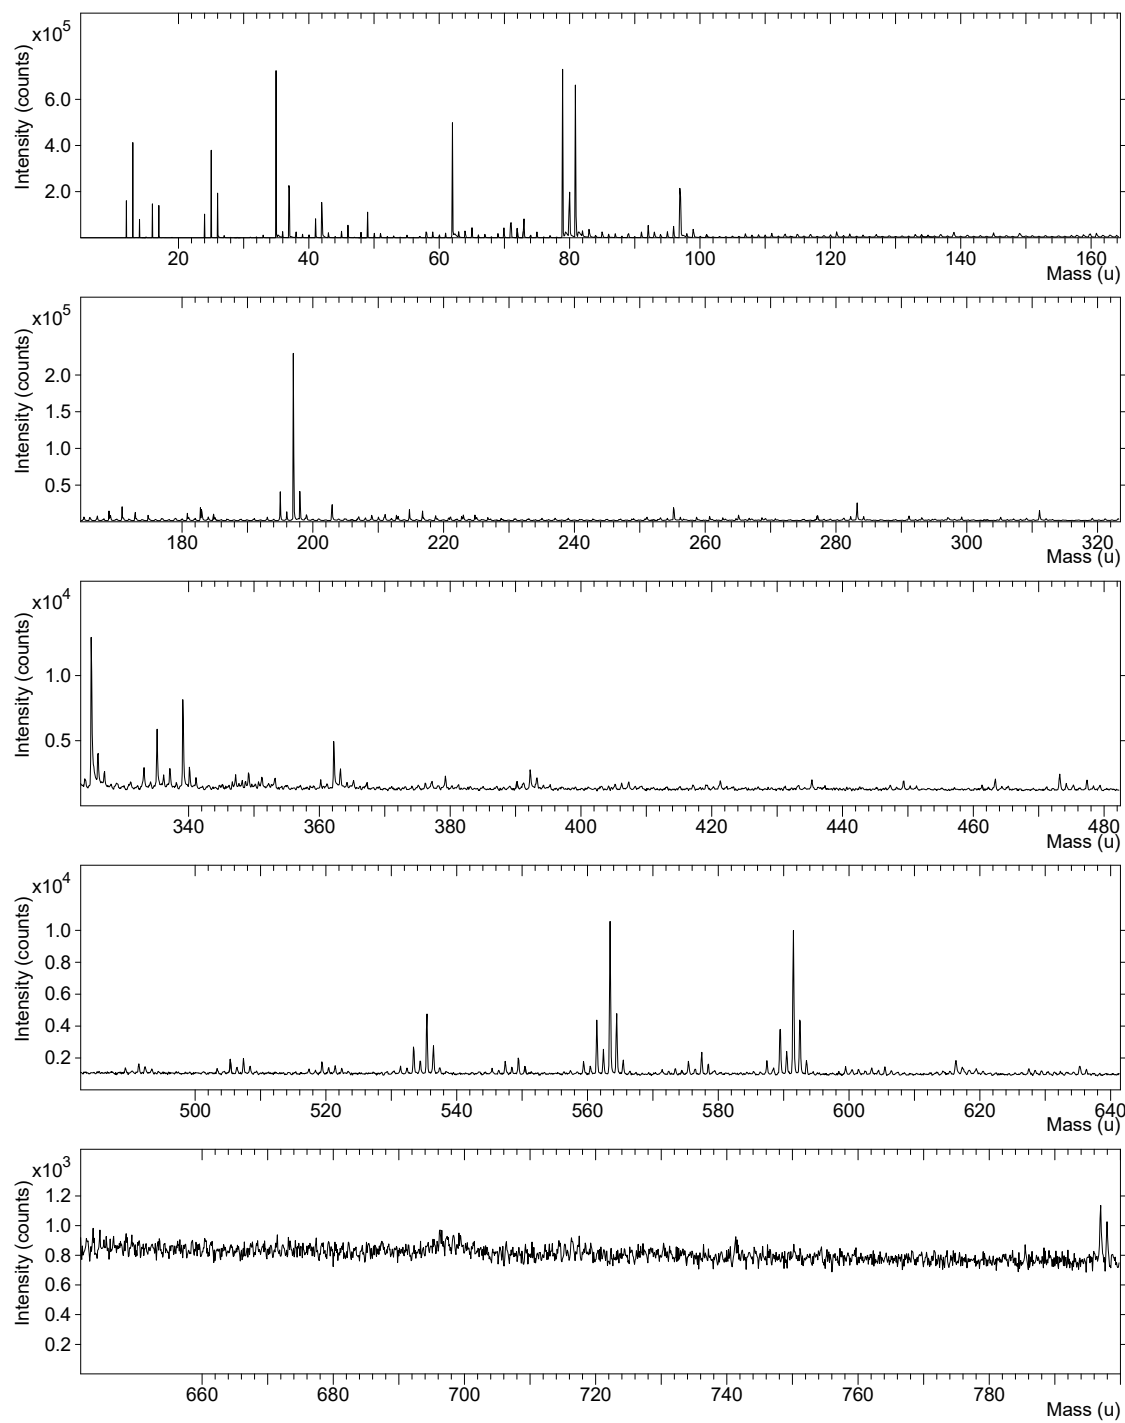 x10^5
Intensity (counts)
6.0
4.0
2.0
20 40 60 80 100 120 140 160
Mass (u)
x10^5
Intensity (counts)
2.0
1.5
1.0
0.5
180 200 220 240 260 280 300 320
Mass (u)
x10^4
Intensity (counts)
1.0
0.5
340 360 380 400 420 440 460 480
Mass (u)
x10^4
Intensity (counts)
1.0
0.8
0.6
0.4
0.2
500 520 540 560 580 600 620 640
Mass (u)
x10^3
Intensity (counts)
1.2
1.0
0.8
0.6
0.4
0.2
660 680 700 720 740 760 780
Mass (u)